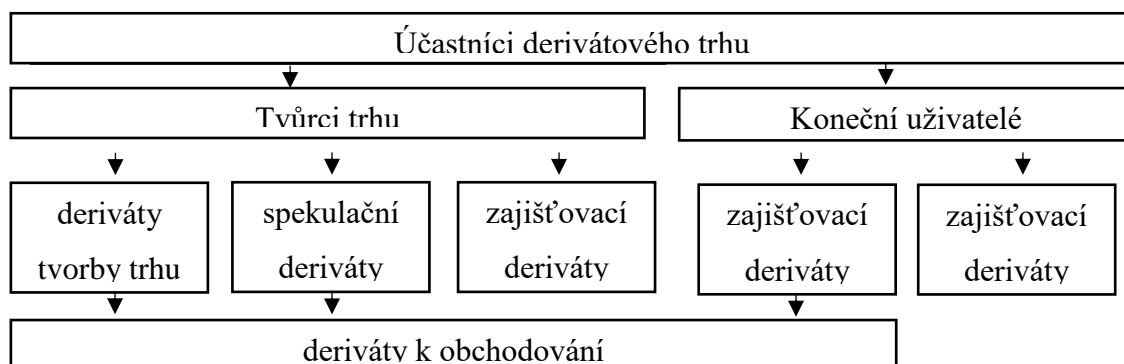 Účastníci derivátového trhu
Tvůrci trhu
Koneční uživatelé
deriváty
tvorby trhu
spekulační
deriváty
zajišťovací
deriváty
zajišťovací
deriváty
zajišťovací
deriváty
deriváty k obchodování